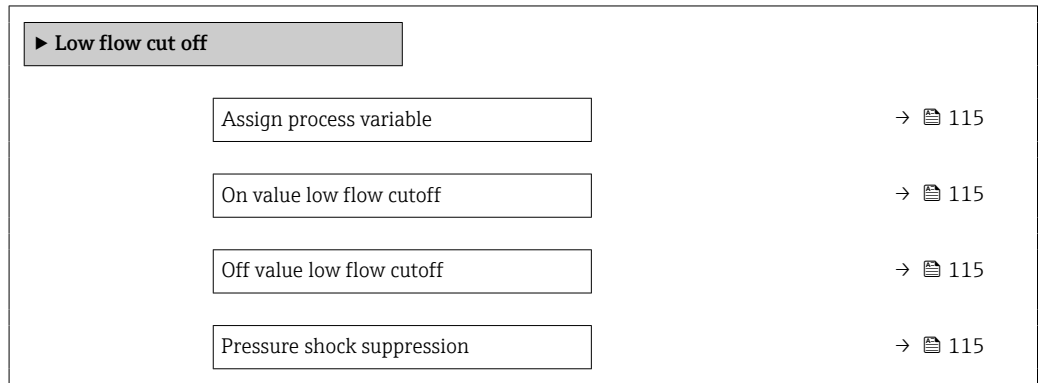 ► Low flow cut off
Assign process variable → 115
On value low flow cutoff → 115
Off value low flow cutoff → 115
Pressure shock suppression → 115